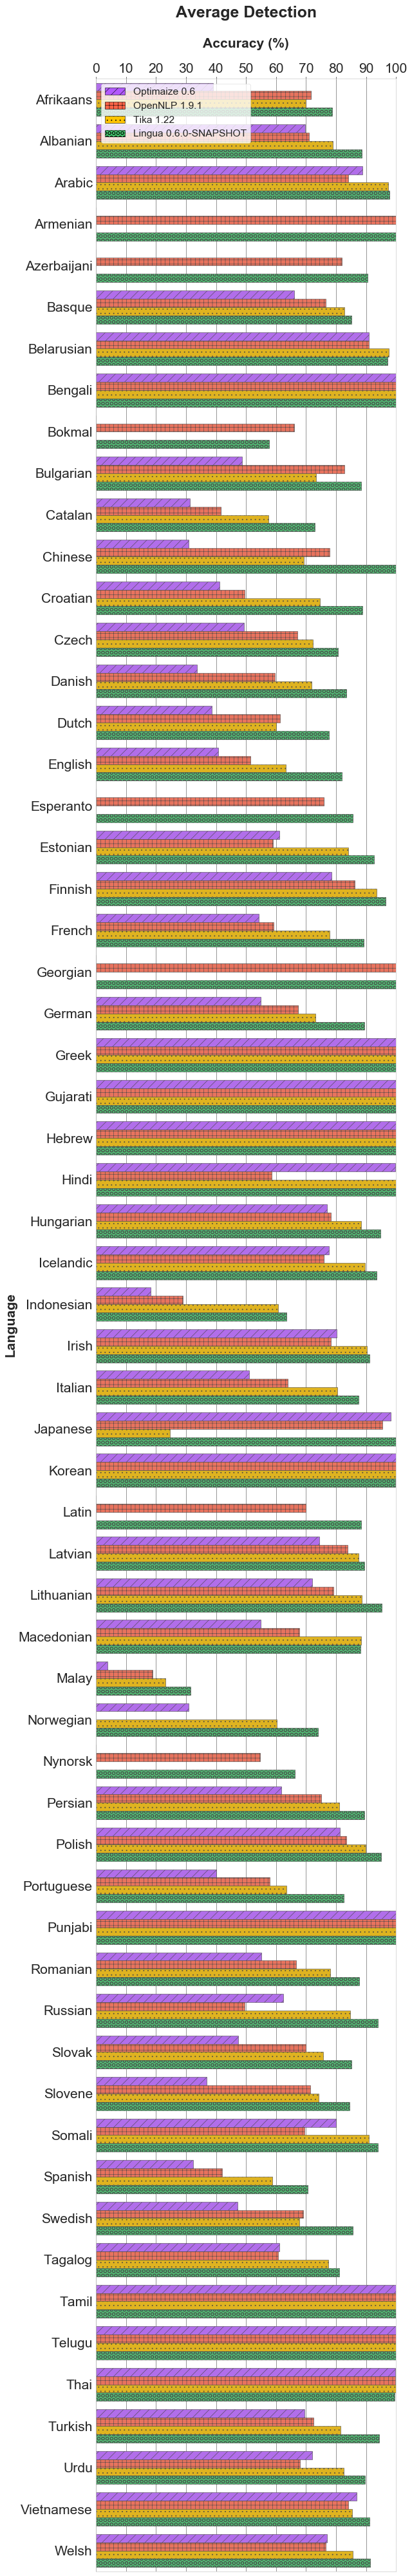 Average Detection
Accuracy (%)
0 10 20 30 40 50 60 70 80 90 100
Optimaize 0.6
OpenNLP 1.9.1
Tika 1.22
Lingua 0.6.0-SNAPSHOT
Language
Afrikaans
Albanian
Arabic
Armenian
Azerbaijani
Basque
Belarusian
Bengali
Bokmal
Bulgarian
Catalan
Chinese
Croatian
Czech
Danish
Dutch
English
Esperanto
Estonian
Finnish
French
Georgian
German
Greek
Gujarati
Hebrew
Hindi
Hungarian
Icelandic
Indonesian
Irish
Italian
Japanese
Korean
Latin
Latvian
Lithuanian
Macedonian
Malay
Norwegian
Nynorsk
Persian
Polish
Portuguese
Punjabi
Romanian
Russian
Slovak
Slovene
Somali
Spanish
Swedish
Tagalog
Tamil
Telugu
Thai
Turkish
Urdu
Vietnamese
Welsh